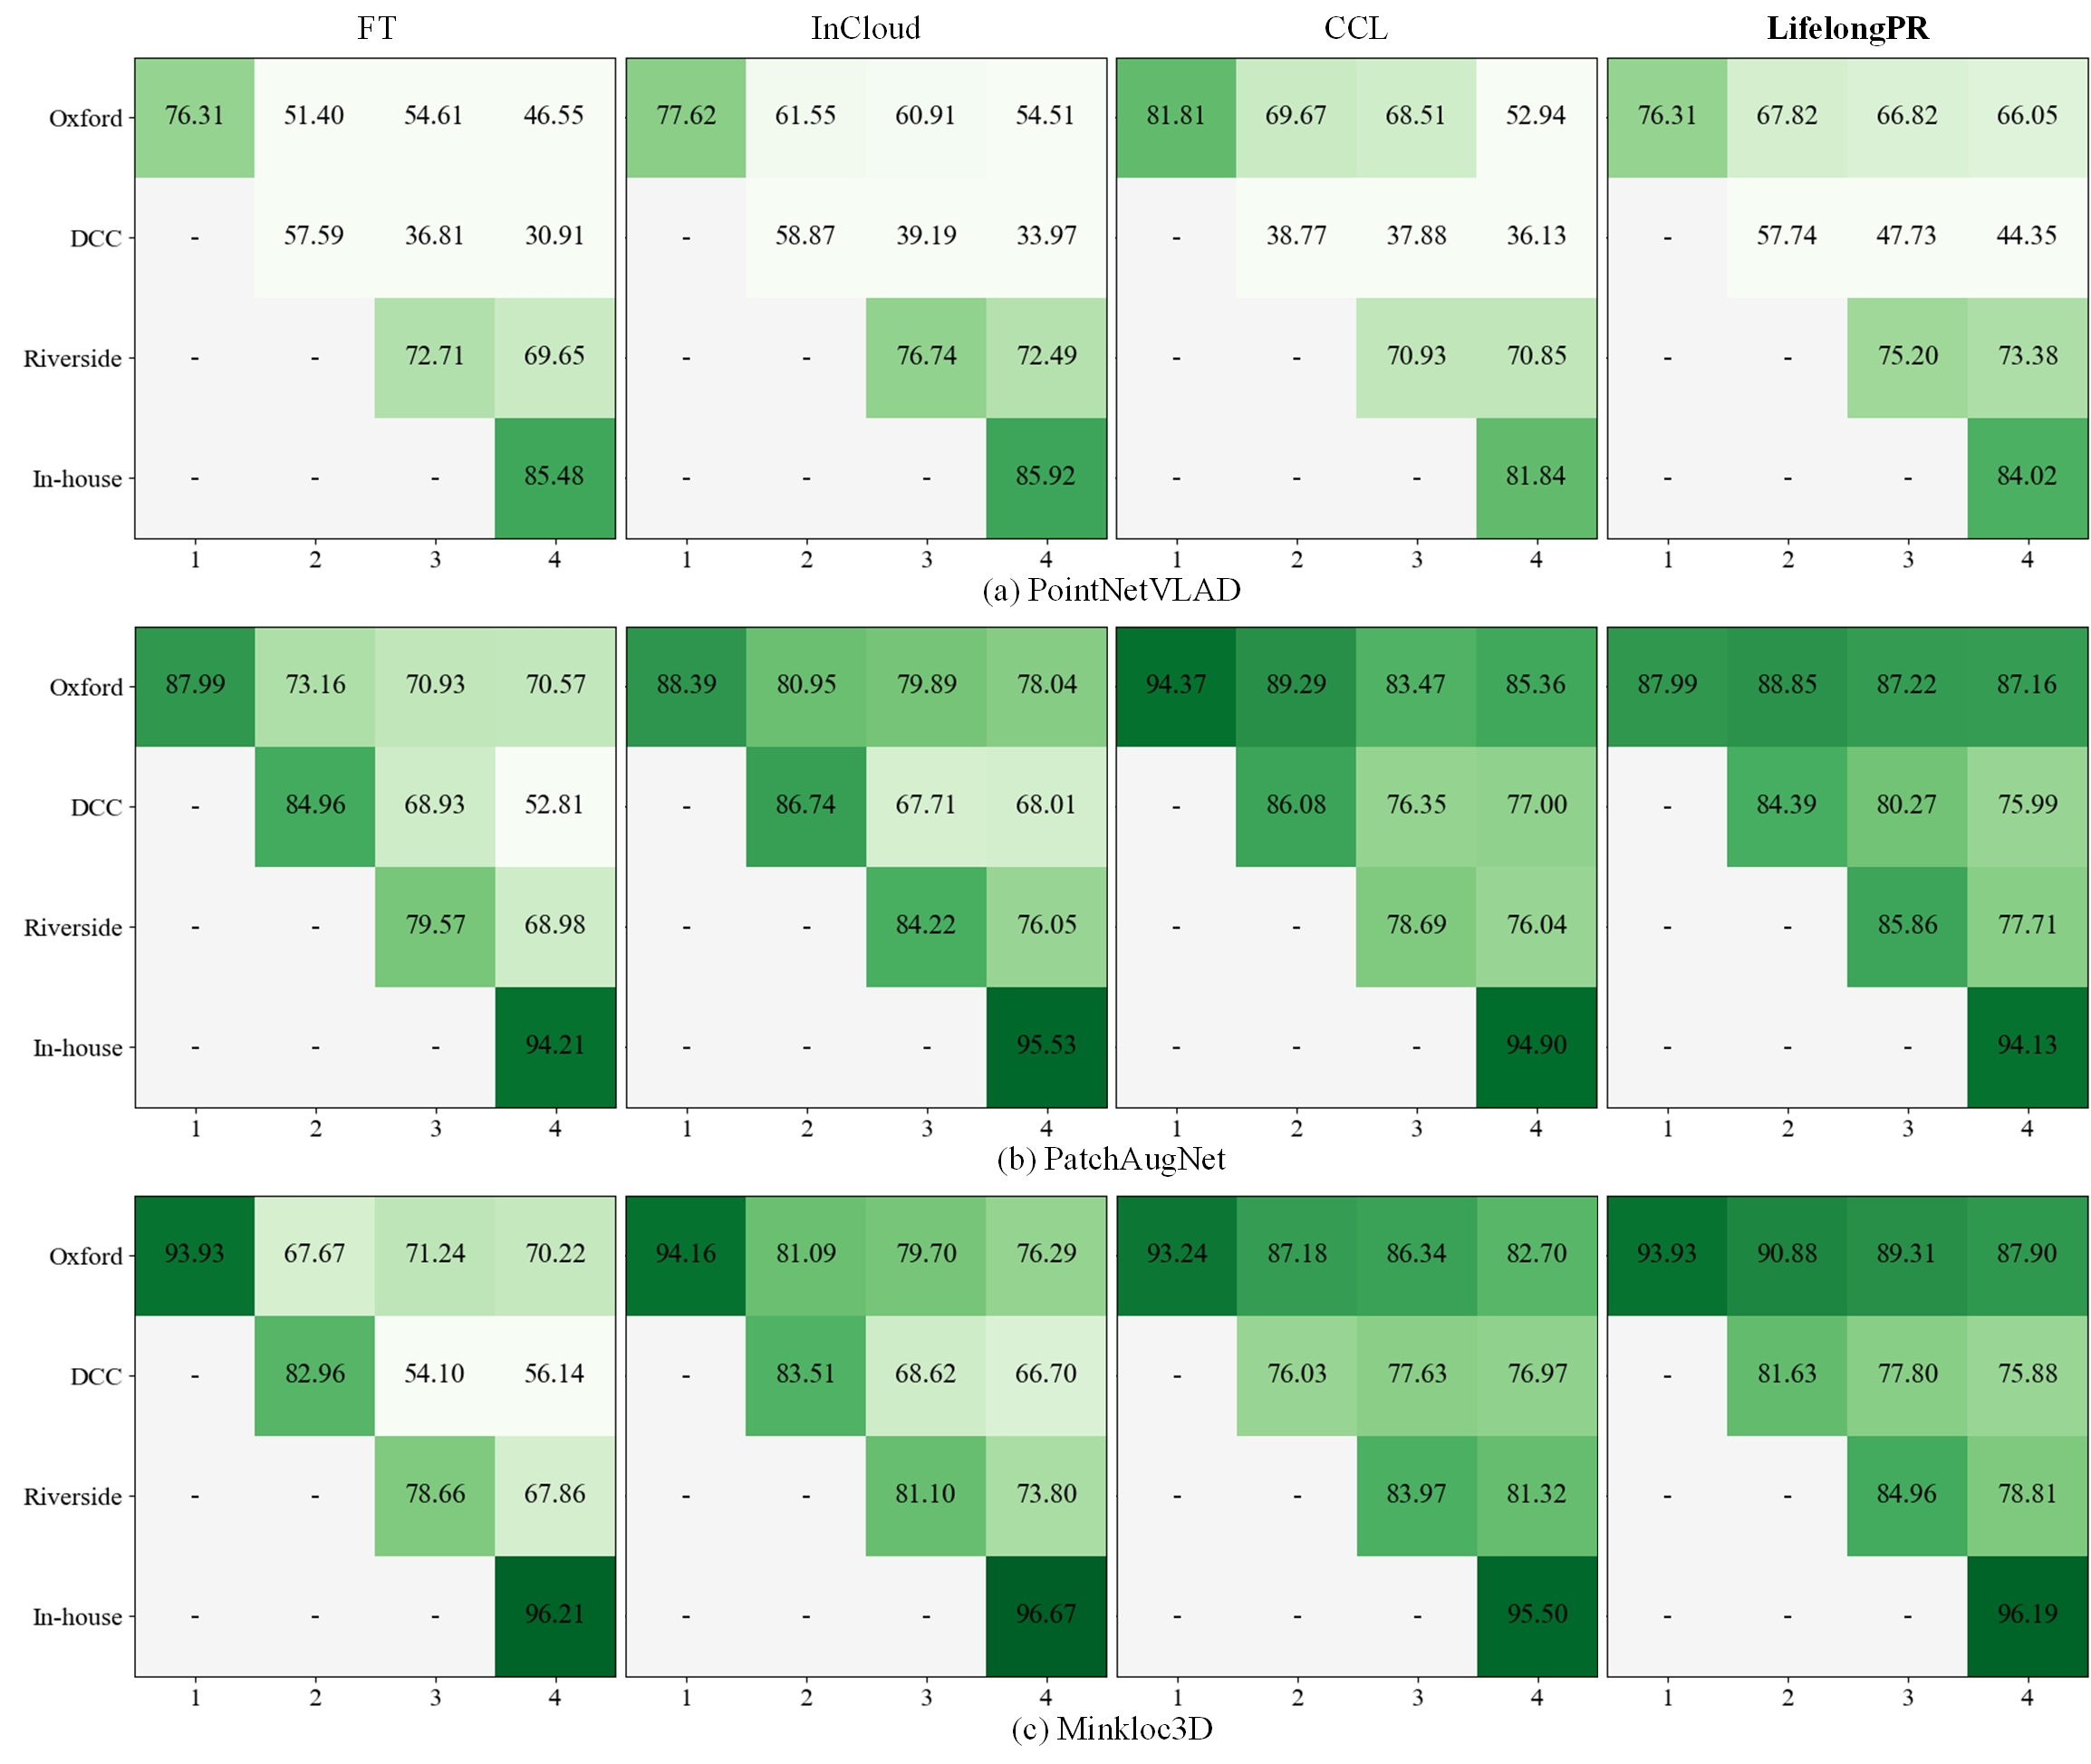 FT InCloud CCL LifelongPR
Oxford 76.31 51.40 54.61 46.55 77.62 61.55 60.91 54.51 81.81 69.67 68.51 52.94 76.31 67.82 66.82 66.05
DCC - 57.59 36.81 30.91 - 58.87 39.19 33.97 - 38.77 37.88 36.13 - 57.74 47.73 44.35
Riverside - - 72.71 69.65 - - 76.74 72.49 - - 70.93 70.85 - - 75.20 73.38
In-house - - - 85.48 - - - 85.92 - - - 81.84 - - - 84.02
1 2 3 4 1 2 3 4 1 2 3 4 1 2 3 4
(a) PointNetVLAD
Oxford 87.99 73.16 70.93 70.57 88.39 80.95 79.89 78.04 94.37 89.29 83.47 85.36 87.99 88.85 87.22 87.16
DCC - 84.96 68.93 52.81 - 86.74 67.71 68.01 - 86.08 76.35 77.00 - 84.39 80.27 75.99
Riverside - - 79.57 68.98 - - 84.22 76.05 - - 78.69 76.04 - - 85.86 77.71
In-house - - - 94.21 - - - 95.53 - - - 94.90 - - - 94.13
1 2 3 4 1 2 3 4 1 2 3 4 1 2 3 4
(b) PatchAugNet
Oxford 93.93 67.67 71.24 70.22 94.16 81.09 79.70 76.29 93.24 87.18 86.34 82.70 93.93 90.88 89.31 87.90
DCC - 82.96 54.10 56.14 - 83.51 68.62 66.70 - 76.03 77.63 76.97 - 81.63 77.80 75.88
Riverside - - 78.66 67.86 - - 81.10 73.80 - - 83.97 81.32 - - 84.96 78.81
In-house - - - 96.21 - - - 96.67 - - - 95.50 - - - 96.19
1 2 3 4 1 2 3 4 1 2 3 4 1 2 3 4
(c) Minkloc3D